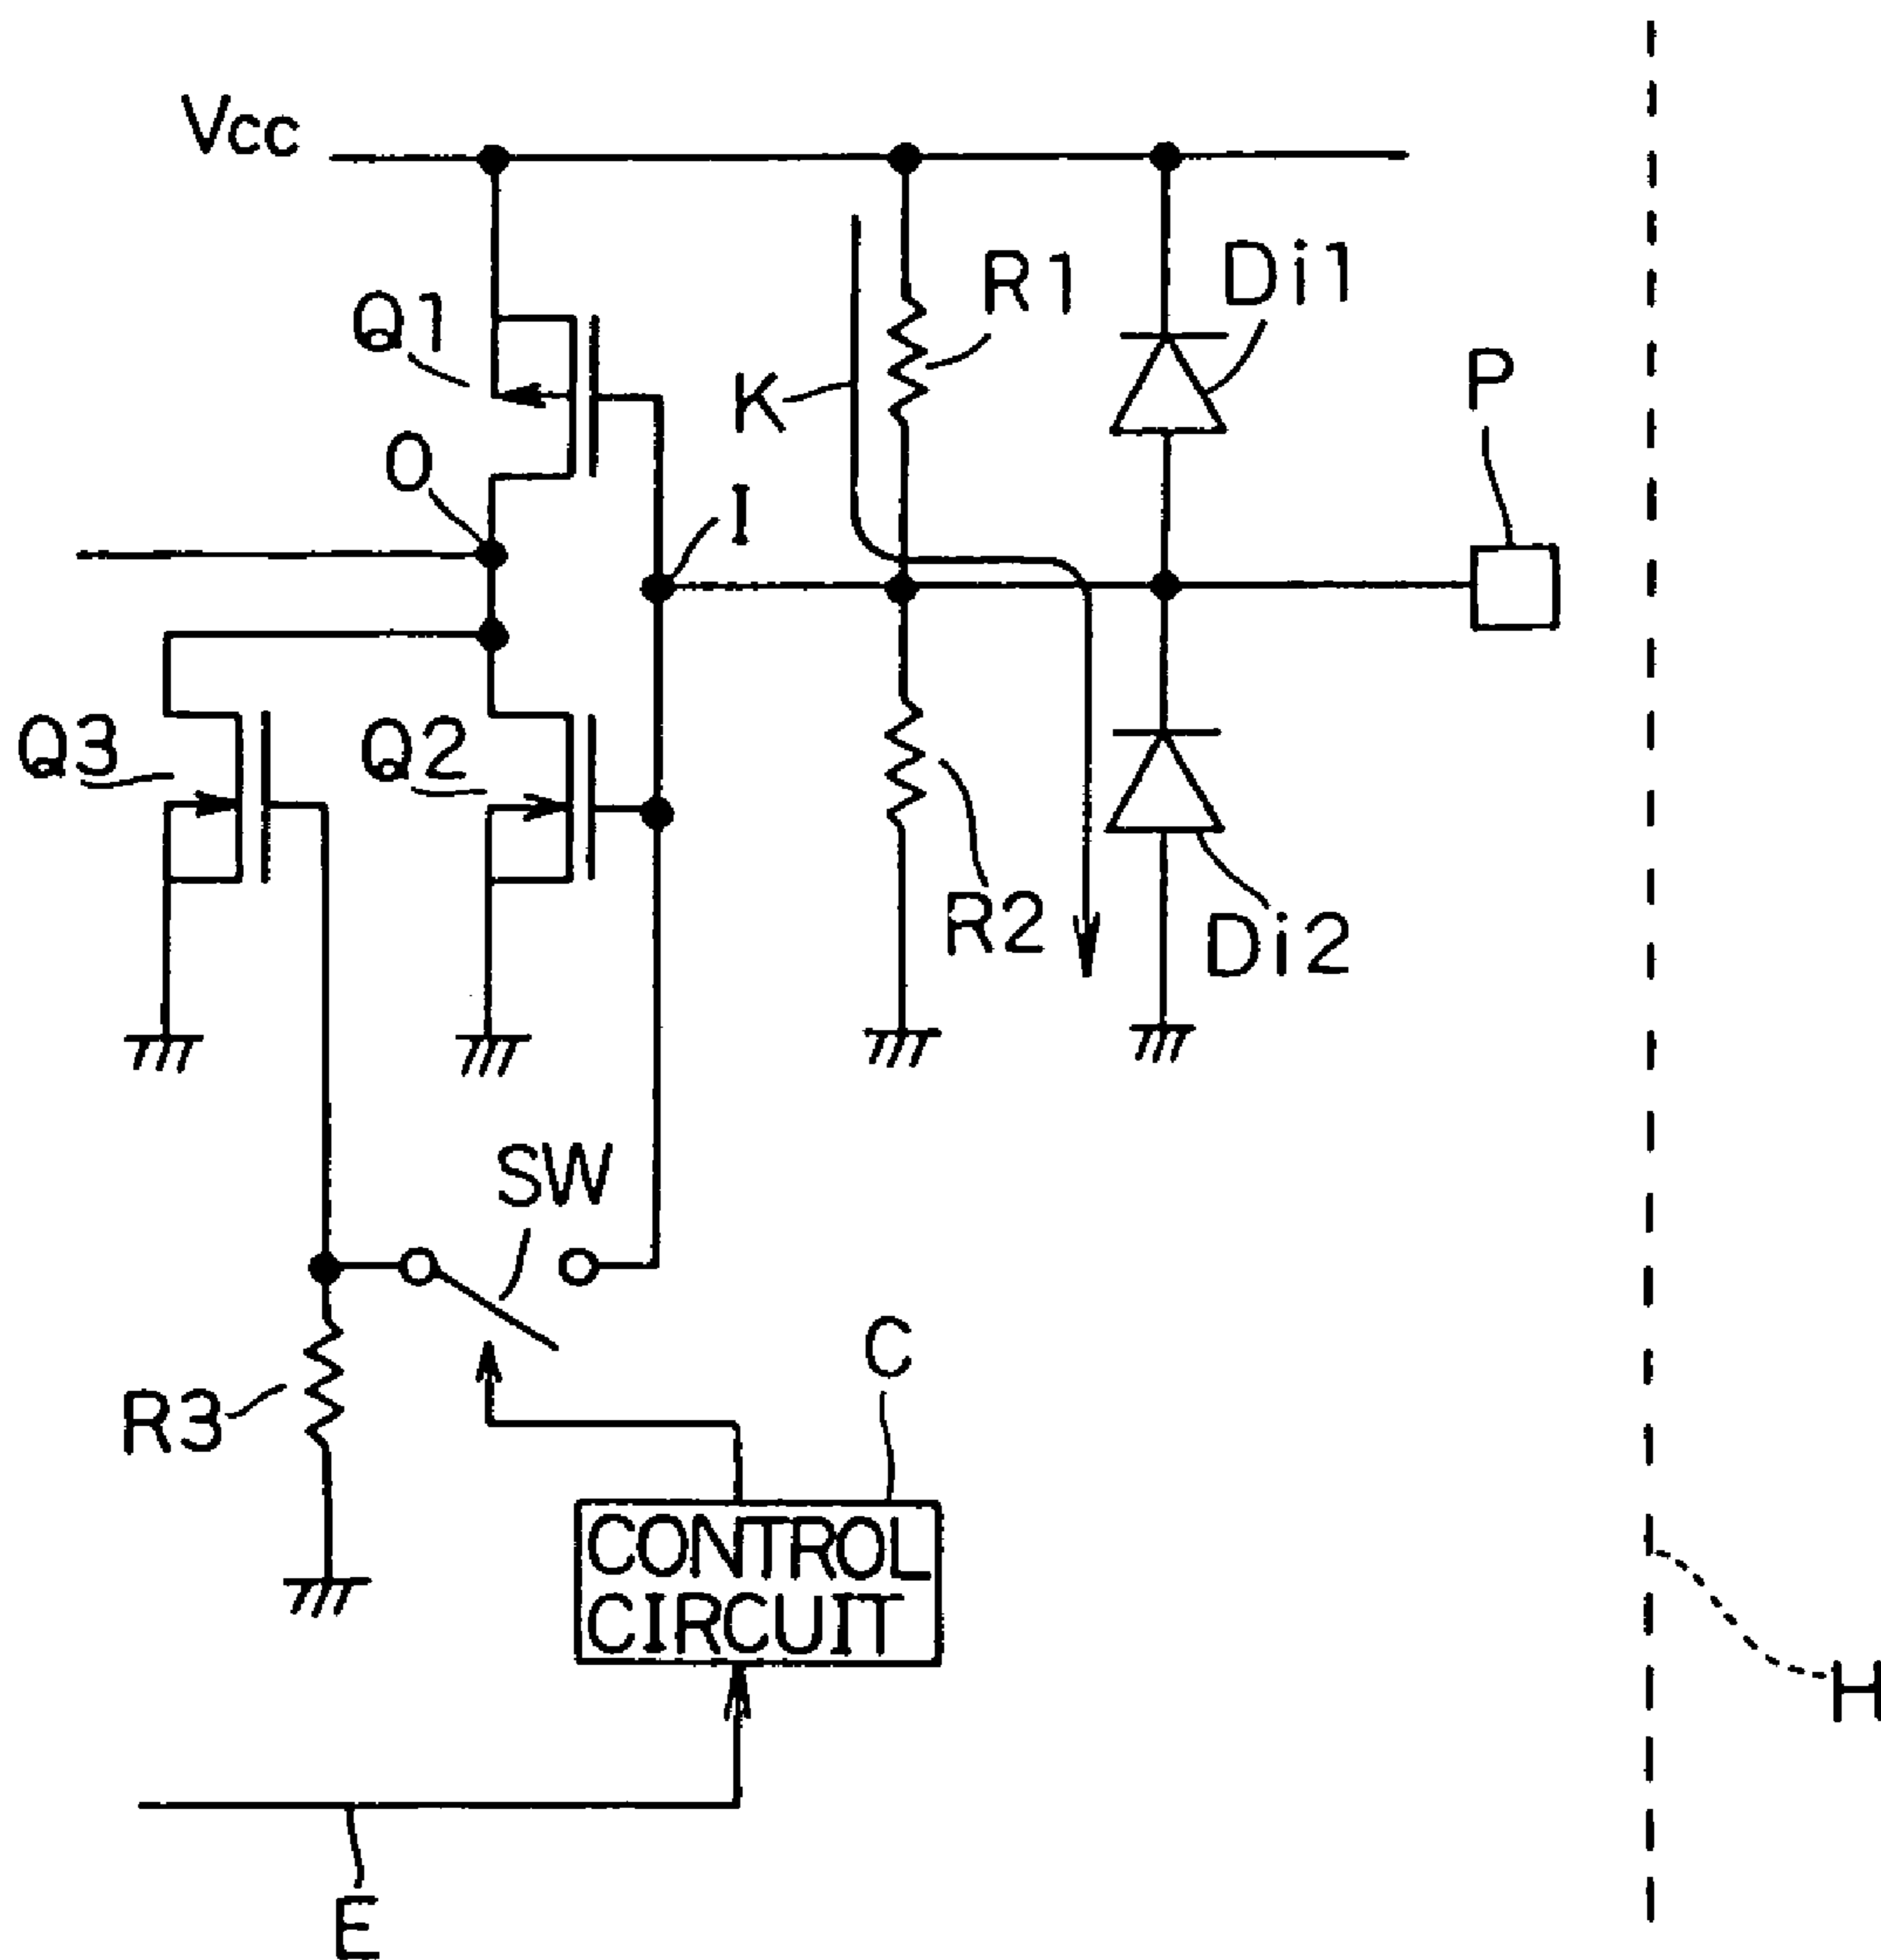 Vcc
Q1
R1
Di1
K
P
O
I
Q3
Q2
R2
Di2
SW
C
R3
CONTROL
CIRCUIT
H
E